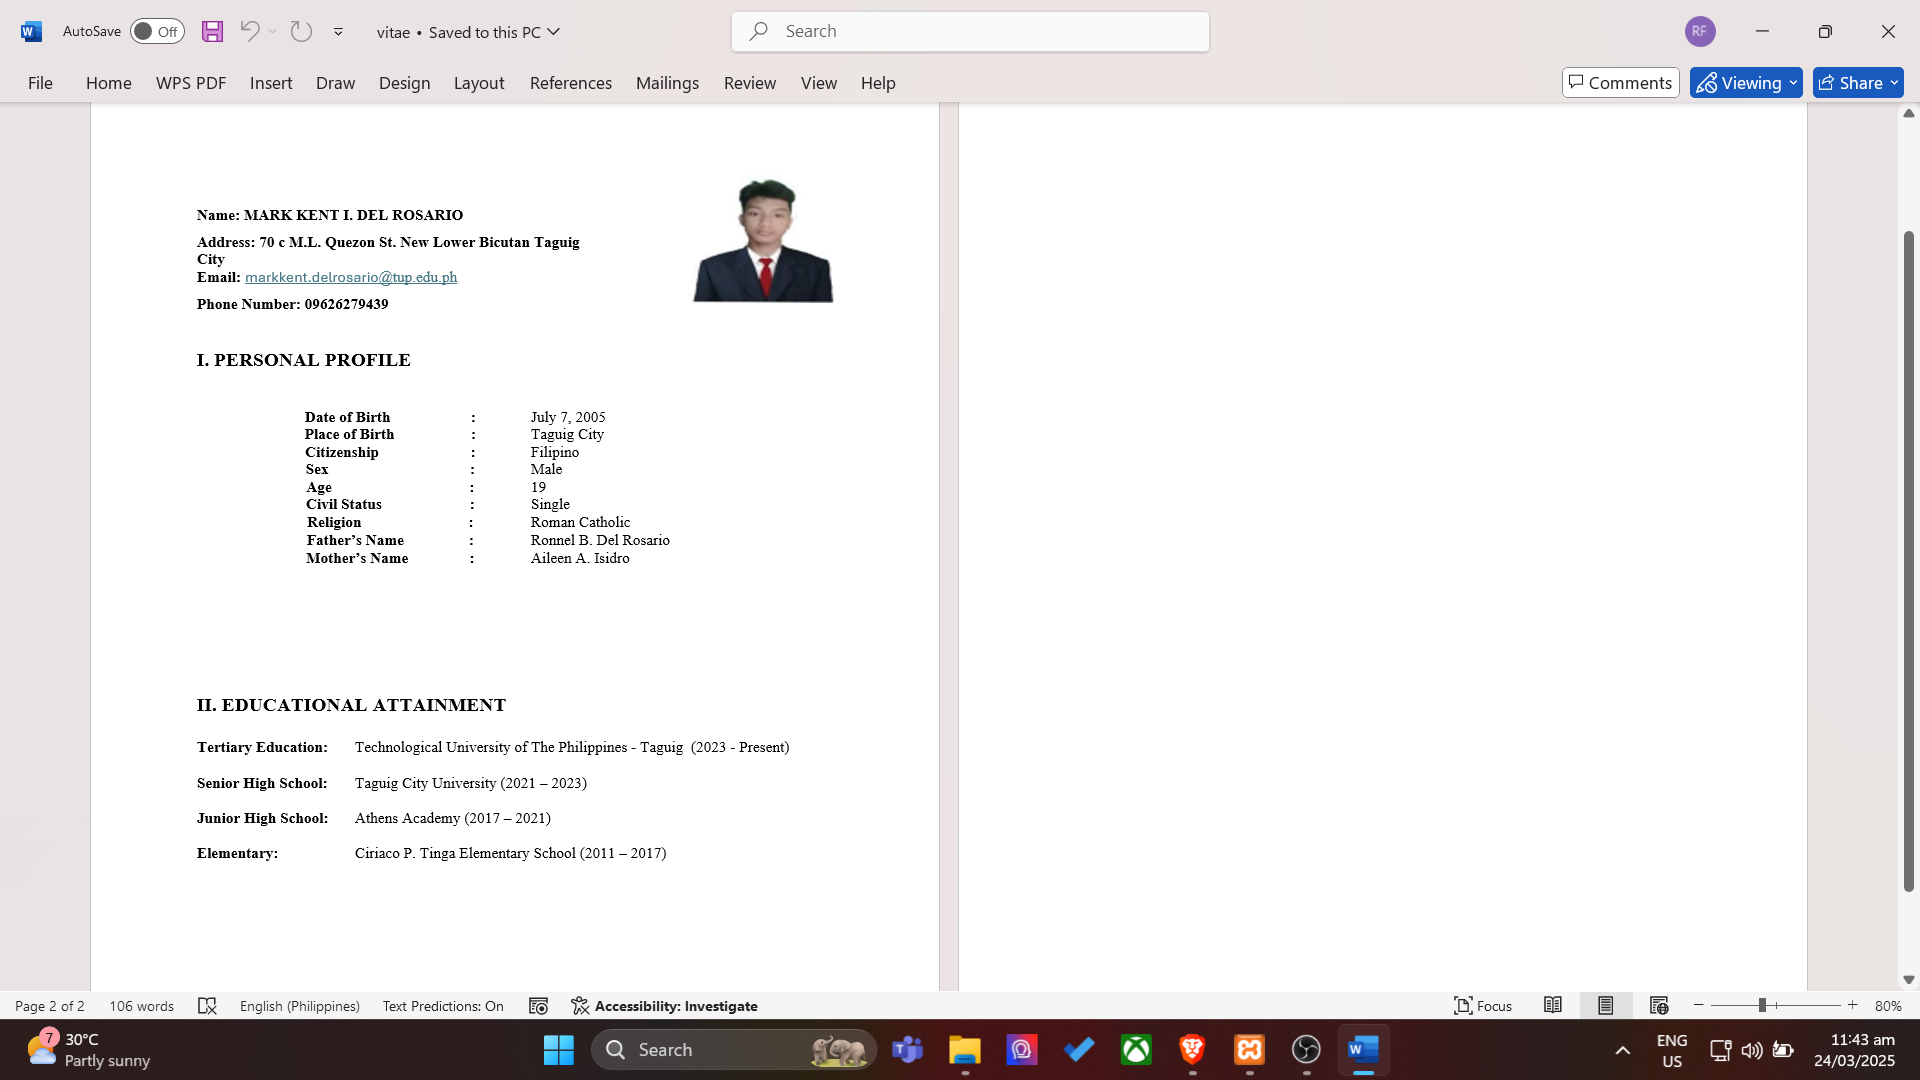 AutoSave Off vitae • Saved to this PC Search RF
File Home WPS PDF Insert Draw Design Layout References Mailings Review View Help Comments Viewing Share
Name: MARK KENT I. DEL ROSARIO
Address: 70 c M.L. Quezon St. New Lower Bicutan Taguig
City
Email: markkent.delrosario@tup.edu.ph
Phone Number: 09626279439
I. PERSONAL PROFILE
Date of Birth : July 7, 2005
Place of Birth : Taguig City
Citizenship : Filipino
Sex : Male
Age : 19
Civil Status : Single
Religion : Roman Catholic
Father’s Name : Ronnel B. Del Rosario
Mother’s Name : Aileen A. Isidro
II. EDUCATIONAL ATTAINMENT
Tertiary Education: Technological University of The Philippines - Taguig (2023 - Present)
Senior High School: Taguig City University (2021 – 2023)
Junior High School: Athens Academy (2017 – 2021)
Elementary: Ciriaco P. Tinga Elementary School (2011 – 2017)
Page 2 of 2 106 words English (Philippines) Text Predictions: On Accessibility: Investigate Focus 80%
7 30°C
Partly sunny
Search
ENG
US
11:43 am
24/03/2025